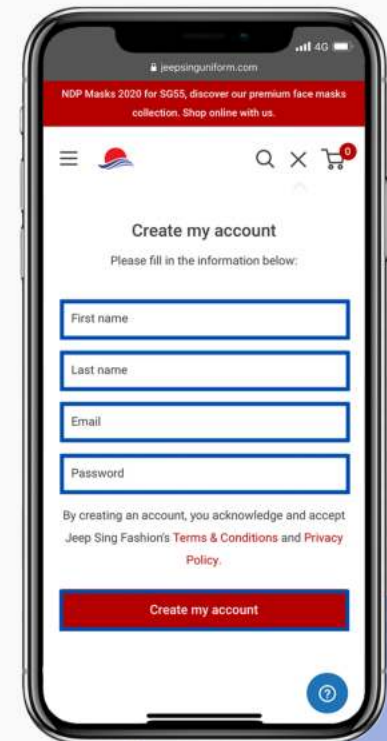 4G
jeepsinguniform.com
NDP Masks 2020 for SG55, discover our premium face masks
collection. Shop online with us.
0
Create my account
Please fill in the information below:
First name
Last name
Email
Password
By creating an account, you acknowledge and accept
Jeep Sing Fashion's Terms & Conditions and Privacy
Policy.
Create my account
?